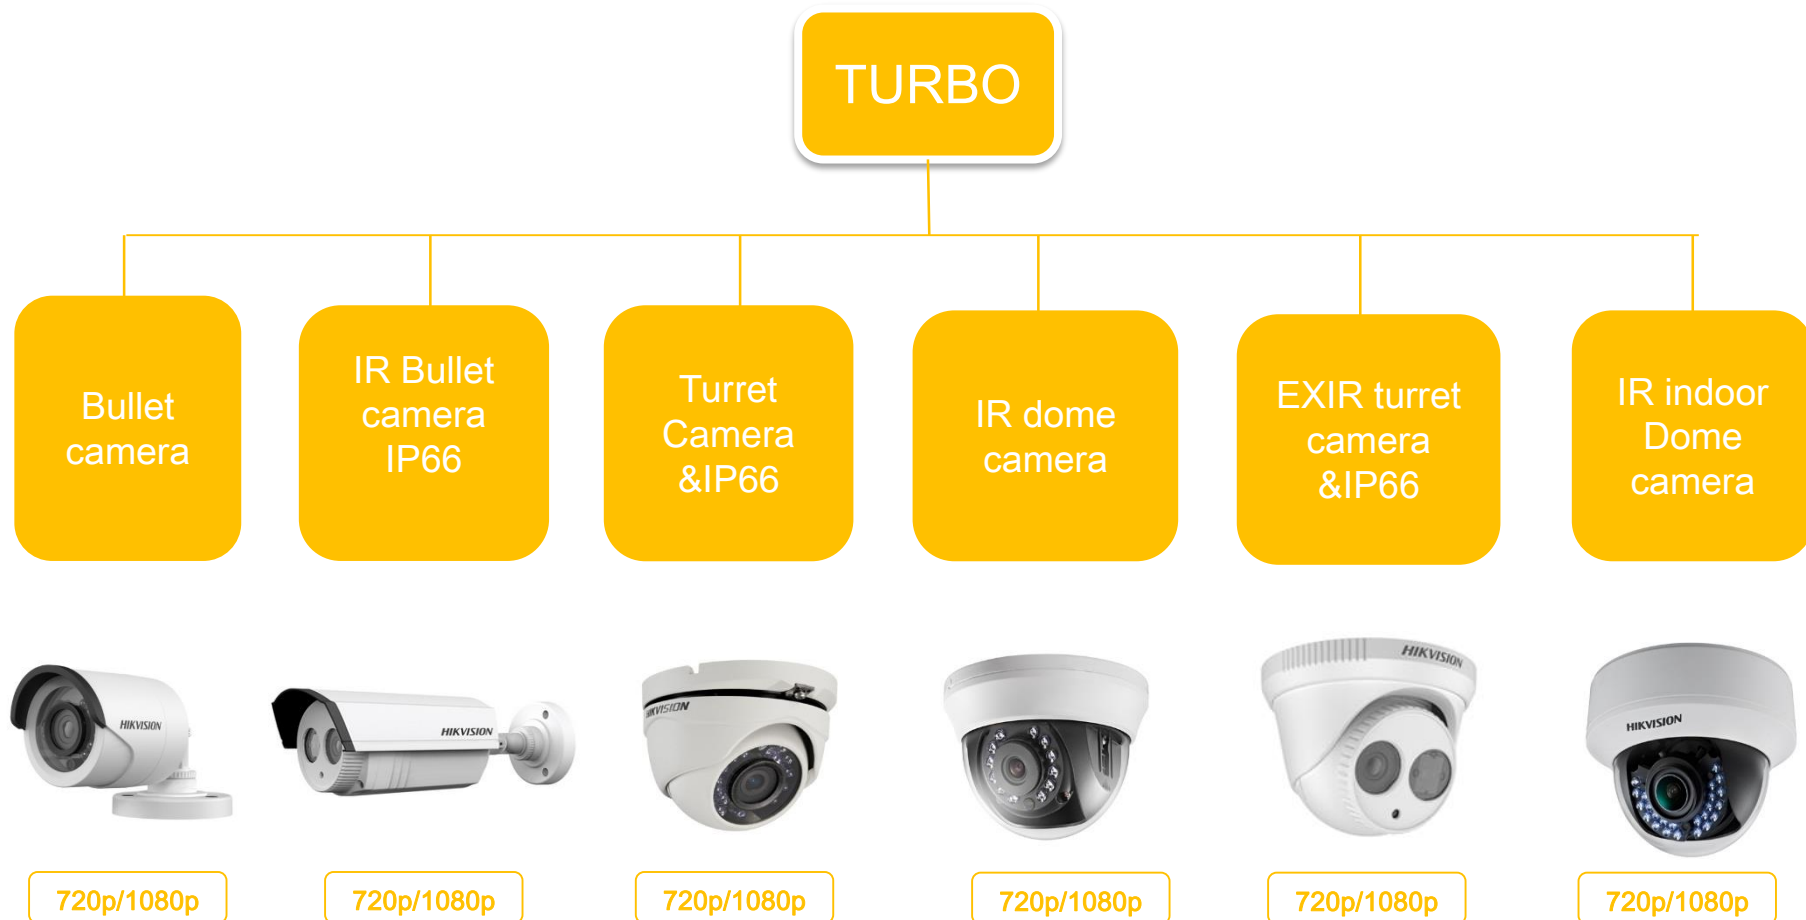 TURBO
Bullet
camera
IR Bullet
camera
IP66
Turret
Camera
&IP66
IR dome
camera
EXIR turret
camera
&IP66
IR indoor
Dome
camera
HIKVISION
HIKVISION
HIKVISION
HIKVISION
HIKVISION
720p/1080p
720p/1080p
720p/1080p
720p/1080p
720p/1080p
720p/1080p